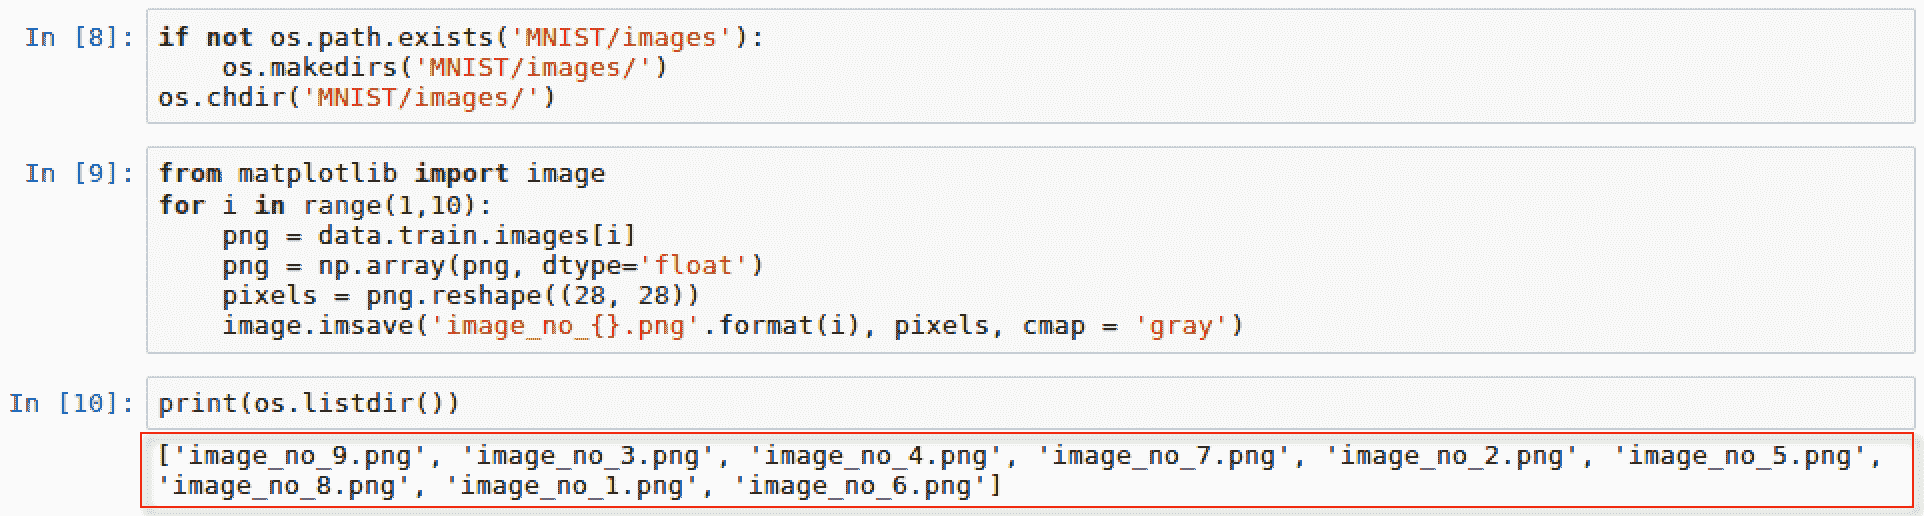 In [8]: if not os.path.exists('MNIST/images'):
    os.makedirs('MNIST/images/')
os.chdir('MNIST/images/')
In [9]: from matplotlib import image
for i in range(1,10):
    png = data.train.images[i]
    png = np.array(png, dtype='float')
    pixels = png.reshape((28, 28))
    image.imsave('image_no_{}.png'.format(i), pixels, cmap = 'gray')
In [10]: print(os.listdir())
['image_no_9.png', 'image_no_3.png', 'image_no_4.png', 'image_no_7.png', 'image_no_2.png', 'image_no_5.png',
'image_no_8.png', 'image_no_1.png', 'image_no_6.png']